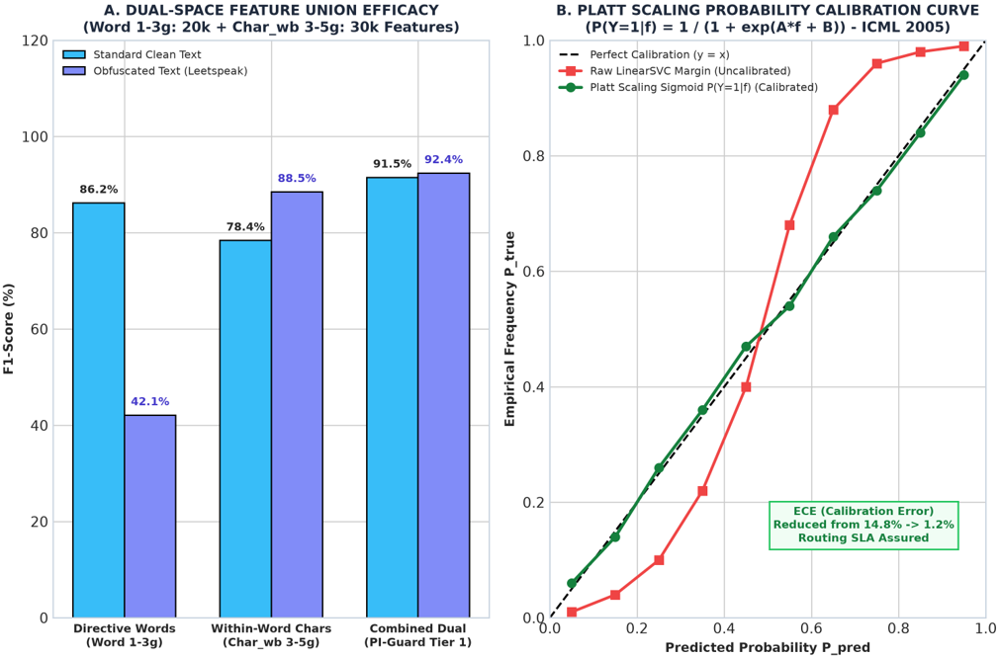 A. DUAL-SPACE FEATURE UNION EFFICACY
(Word 1-3g: 20k + Char_wb 3-5g: 30k Features)
Standard Clean Text
Obfuscated Text (Leetspeak)
F1-Score (%)
120
100
80
60
40
20
0
86.2%
42.1%
78.4%
88.5%
91.5%
92.4%
Directive Words
(Word 1-3g)
Within-Word Chars
(Char_wb 3-5g)
Combined Dual
(PI-Guard Tier 1)
B. PLATT SCALING PROBABILITY CALIBRATION CURVE
(P(Y=1|f) = 1 / (1 + exp(A*f + B)) - ICML 2005)
Perfect Calibration (y = x)
Raw LinearSVC Margin (Uncalibrated)
Platt Scaling Sigmoid P(Y=1|f) (Calibrated)
Empirical Frequency P_true
1.0
0.8
0.6
0.4
0.2
0.0
ECE (Calibration Error)
Reduced from 14.8% -> 1.2%
Routing SLA Assured
0.0
0.2
0.4
0.6
0.8
1.0
Predicted Probability P_pred